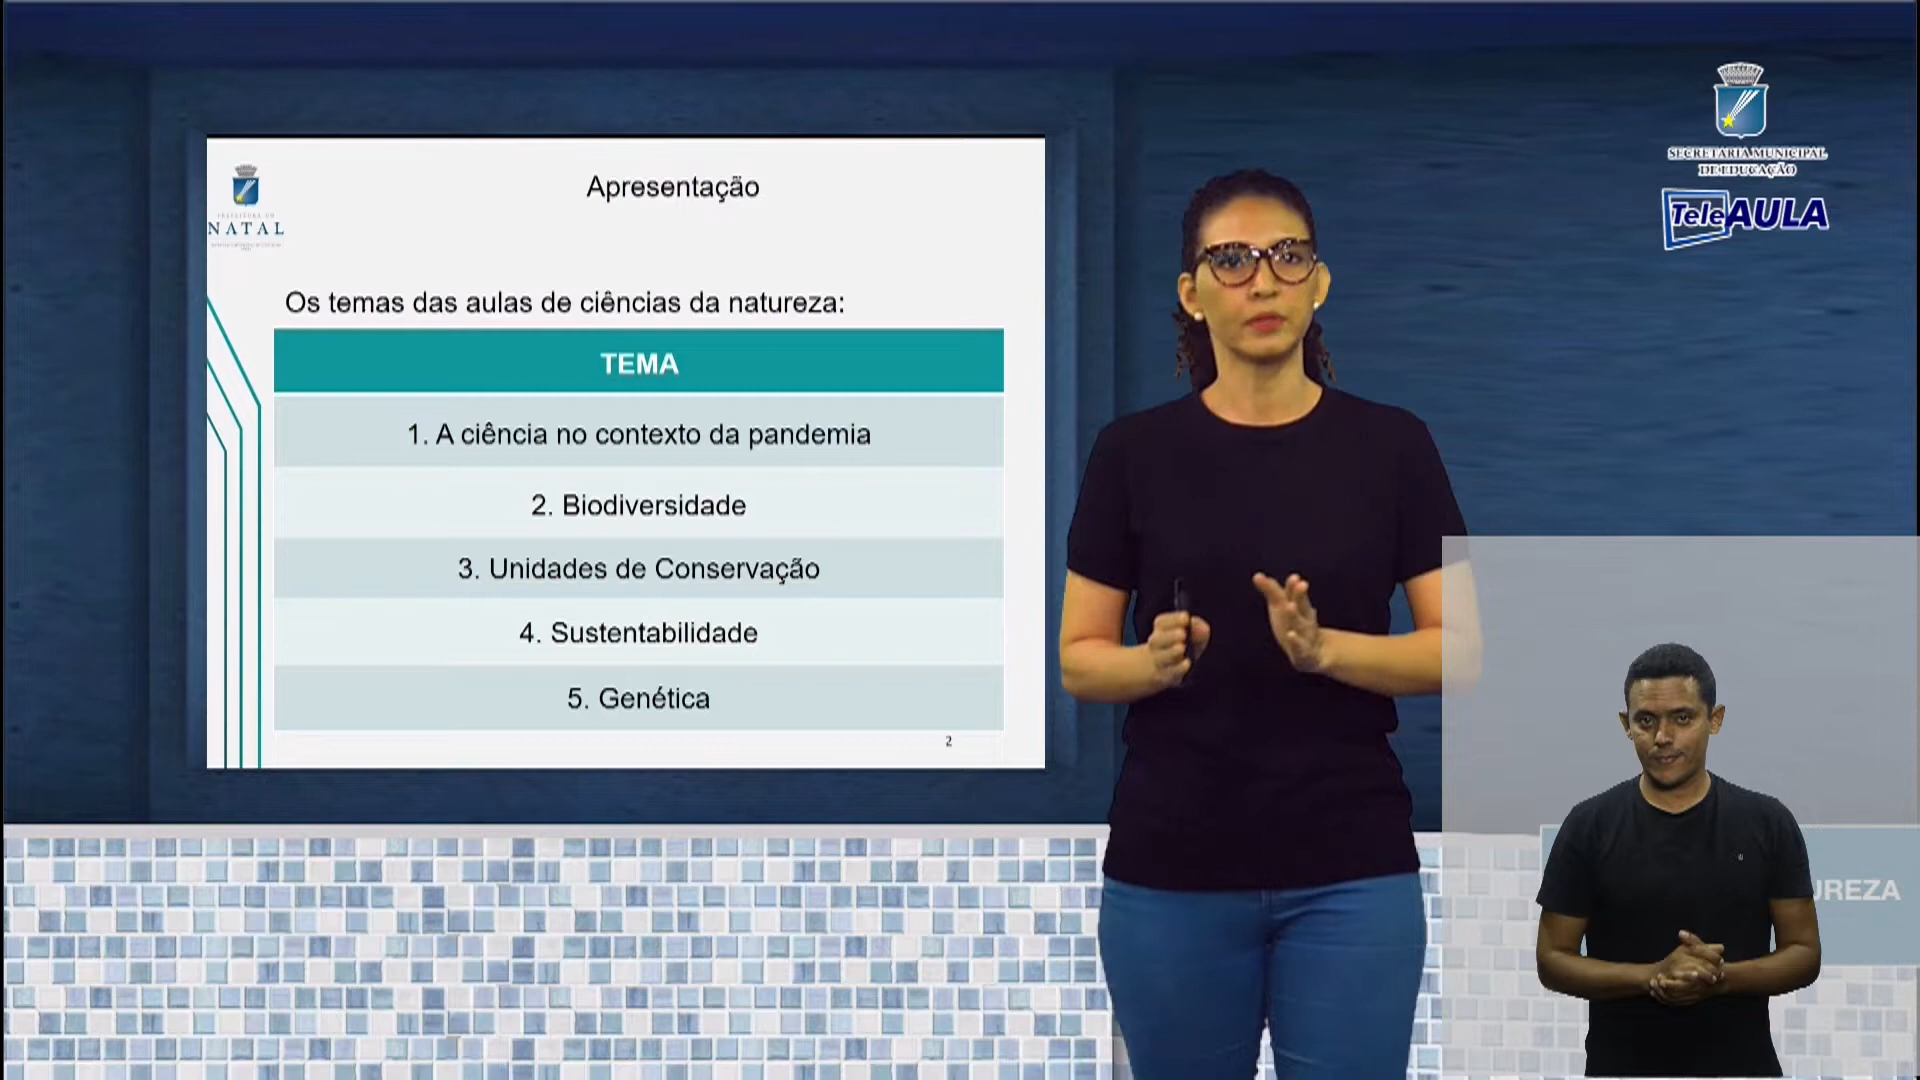 Apresentação
NATAL
Os temas das aulas de ciências da natureza:
TEMA
1. A ciência no contexto da pandemia
2. Biodiversidade
3. Unidades de Conservação
4. Sustentabilidade
5. Genética
2
SECRETARIA MUNICIPAL
DE EDUCAÇÃO
TeleAULA
UREZA